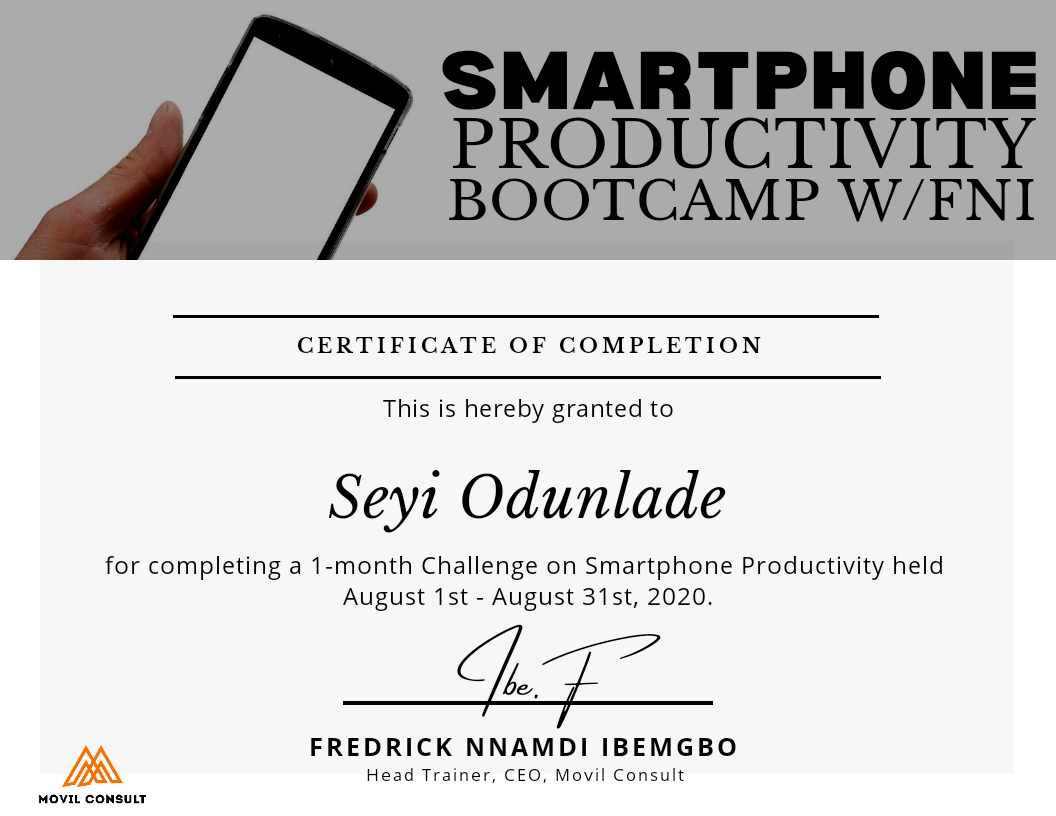 SMARTPHONE
PRODUCTIVITY
BOOTCAMP W/FNI
CERTIFICATE OF COMPLETION
This is hereby granted to
Seyi Odunlade
for completing a 1-month Challenge on Smartphone Productivity held
August 1st - August 31st, 2020.
Ibe. F
FREDRICK NNAMDI IBEMGBO
Head Trainer, CEO, Movil Consult
MOVIL CONSULT